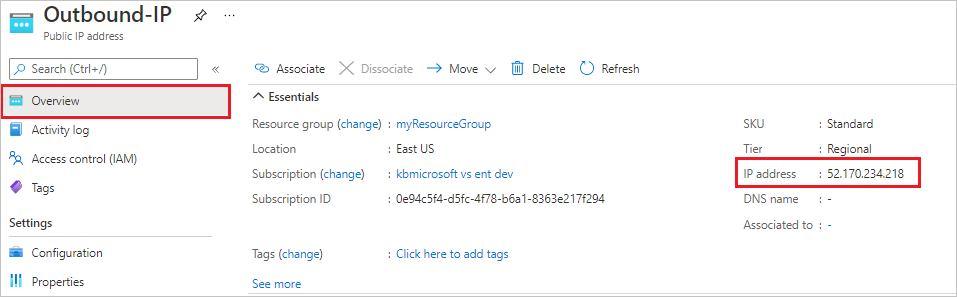 Outbound-IP
Public IP address
Search (Ctrl+/)
Overview
Activity log
Access control (IAM)
Tags
Settings
Configuration
Properties
Associate Dissociate Move Delete Refresh
Essentials
Resource group (change) : myResourceGroup
Location : East US
Subscription (change) : kbmicrosoft vs ent dev
Subscription ID : 0e94c5f4-d5fc-4f78-b6a1-8363e217f294
SKU : Standard
Tier : Regional
IP address : 52.170.234.218
DNS name : -
Associated to : -
Tags (change) : Click here to add tags
See more